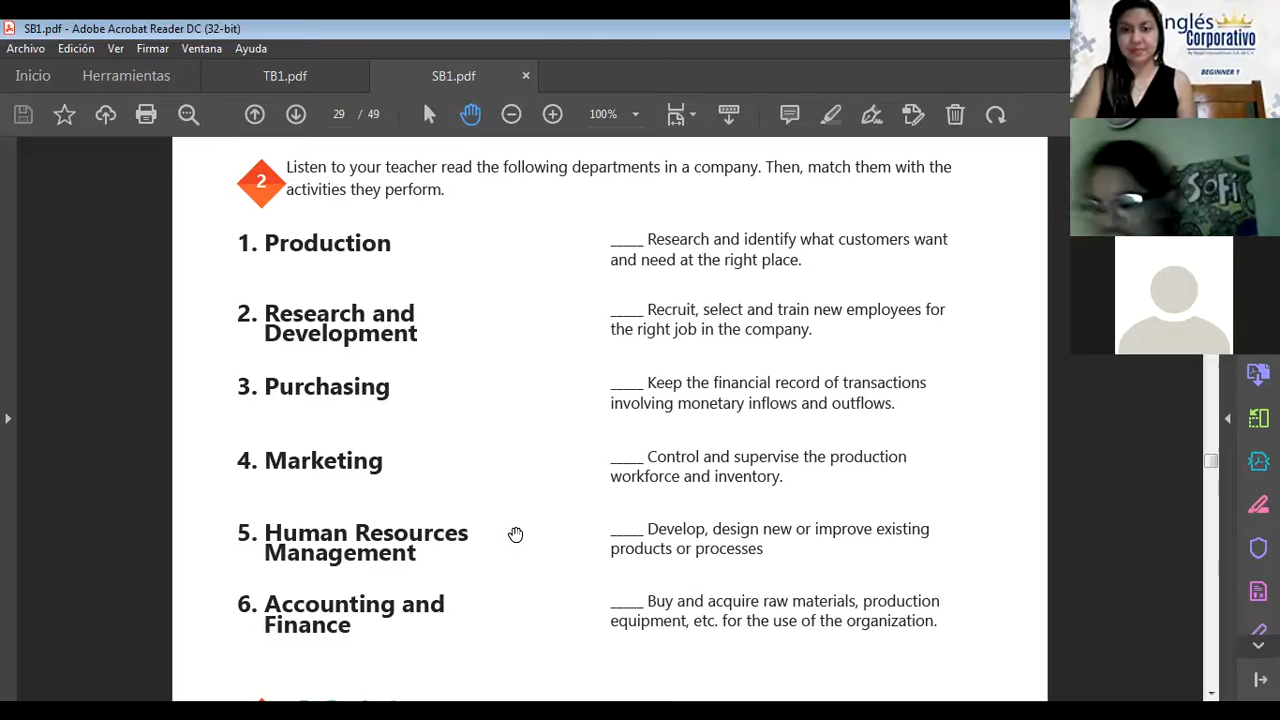 SB1.pdf - Adobe Acrobat Reader DC (32-bit)
Archivo Edición Ver Firmar Ventana Ayuda
Inicio Herramientas TB1.pdf SB1.pdf ×
29 / 49 100%
2 Listen to your teacher read the following departments in a company. Then, match them with the
activities they perform.
1. Production
_____ Research and identify what customers want
and need at the right place.
2. Research and
Development
_____ Recruit, select and train new employees for
the right job in the company.
3. Purchasing
_____ Keep the financial record of transactions
involving monetary inflows and outflows.
4. Marketing
_____ Control and supervise the production
workforce and inventory.
5. Human Resources
Management
_____ Develop, design new or improve existing
products or processes
6. Accounting and
Finance
_____ Buy and acquire raw materials, production
equipment, etc. for the use of the organization.
Inglés
Corporativo
BEGINNER 1
SOFI